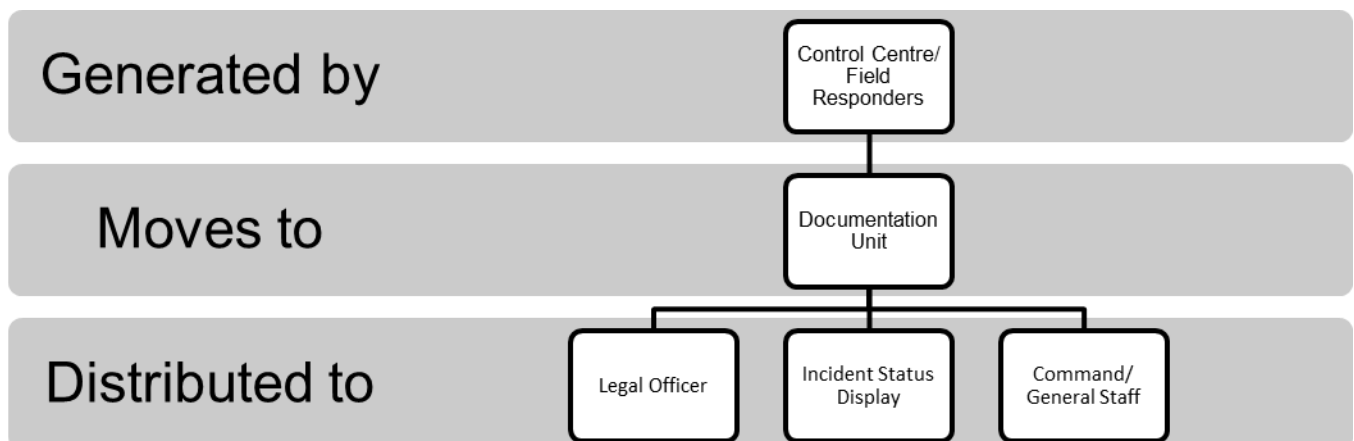 Generated by
Control Centre/
Field
Responders
Moves to
Documentation
Unit
Distributed to
Legal Officer
Incident Status
Display
Command/
General Staff